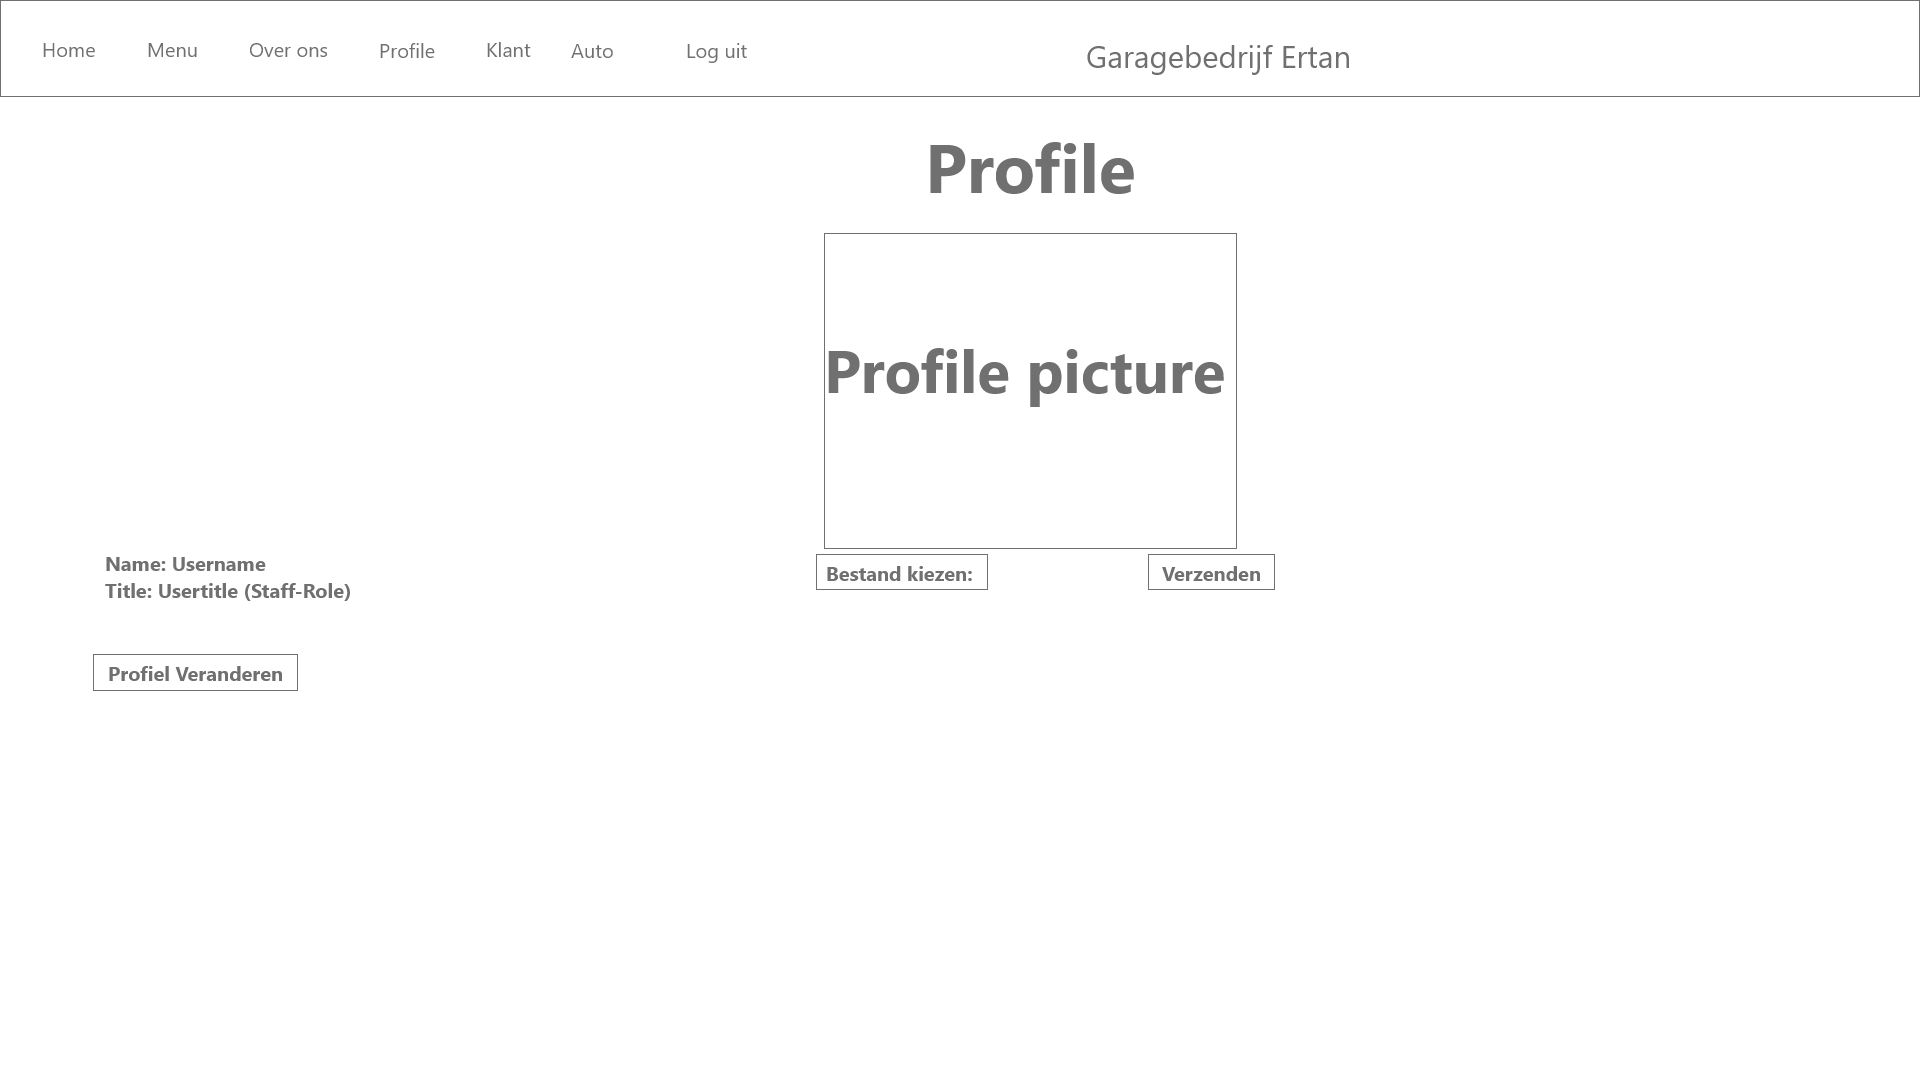 Home Menu Over ons Profile Klant Auto Log uit Garagebedrijf Ertan
Profile
Profile picture
Name: Username
Title: Usertitle (Staff-Role)
Bestand kiezen: Verzenden
Profiel Veranderen